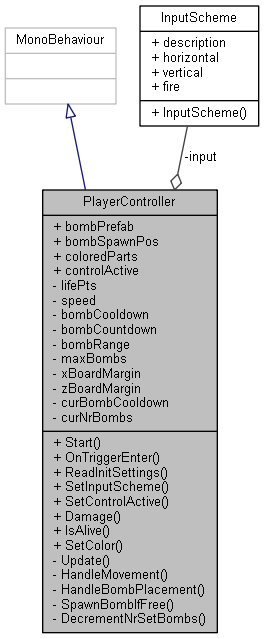 InputScheme
+ description
+ horizontal
+ vertical
+ fire
+ InputScheme()
MonoBehaviour
-input
PlayerController
+ bombPrefab
+ bombSpawnPos
+ coloredParts
+ controlActive
- lifePts
- speed
- bombCooldown
- bombCountdown
- bombRange
- maxBombs
- xBoardMargin
- zBoardMargin
- curBombCooldown
- curNrBombs
+ Start()
+ OnTriggerEnter()
+ ReadInitSettings()
+ SetInputScheme()
+ SetControlActive()
+ Damage()
+ IsAlive()
+ SetColor()
- Update()
- HandleMovement()
- HandleBombPlacement()
- SpawnBombIfFree()
- DecrementNrSetBombs()